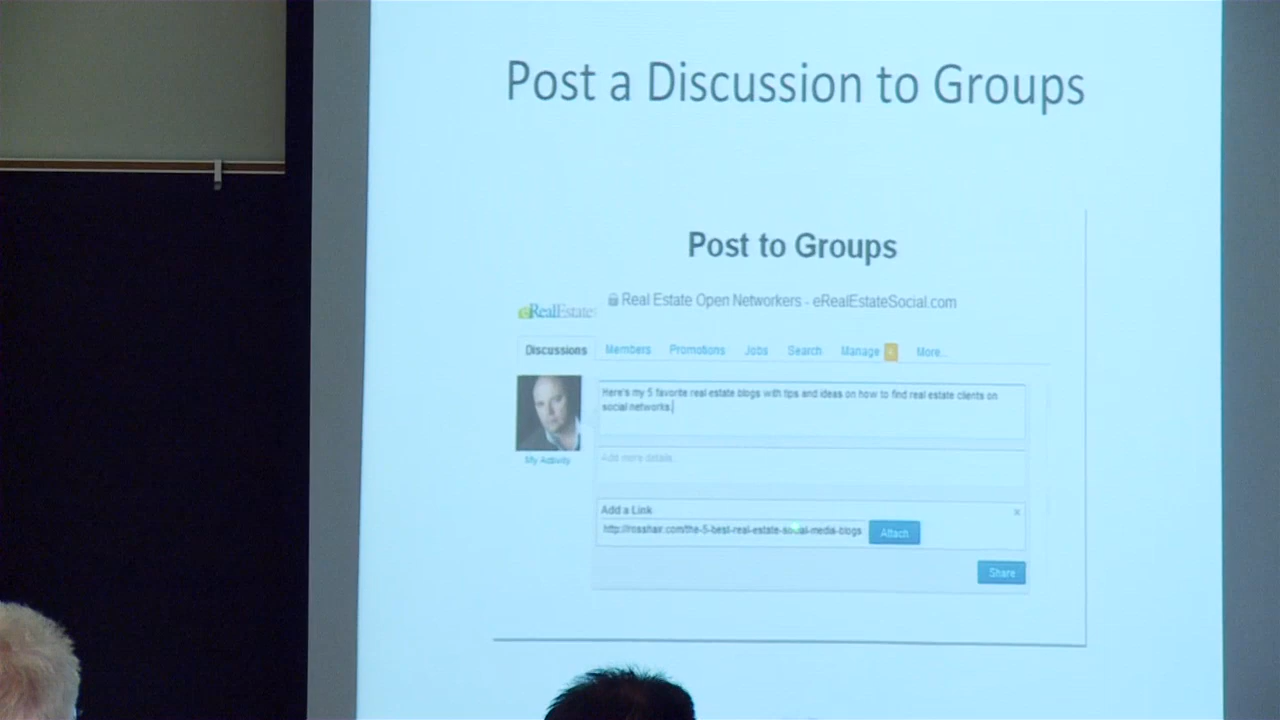 Post a Discussion to Groups
Post to Groups
Real Estate Open Networkers - eRealEstateSocial.com
eRealEstates
Discussions Members Promotions Jobs Search Manage More...
Here's my 5 favorite real estate blogs with tips and ideas on how to find real estate clients on
social networks.
My Activity
Add more details...
Add a Link
http://rosshair.com/the-5-best-real-estate-social-media-blogs
Attach
Share